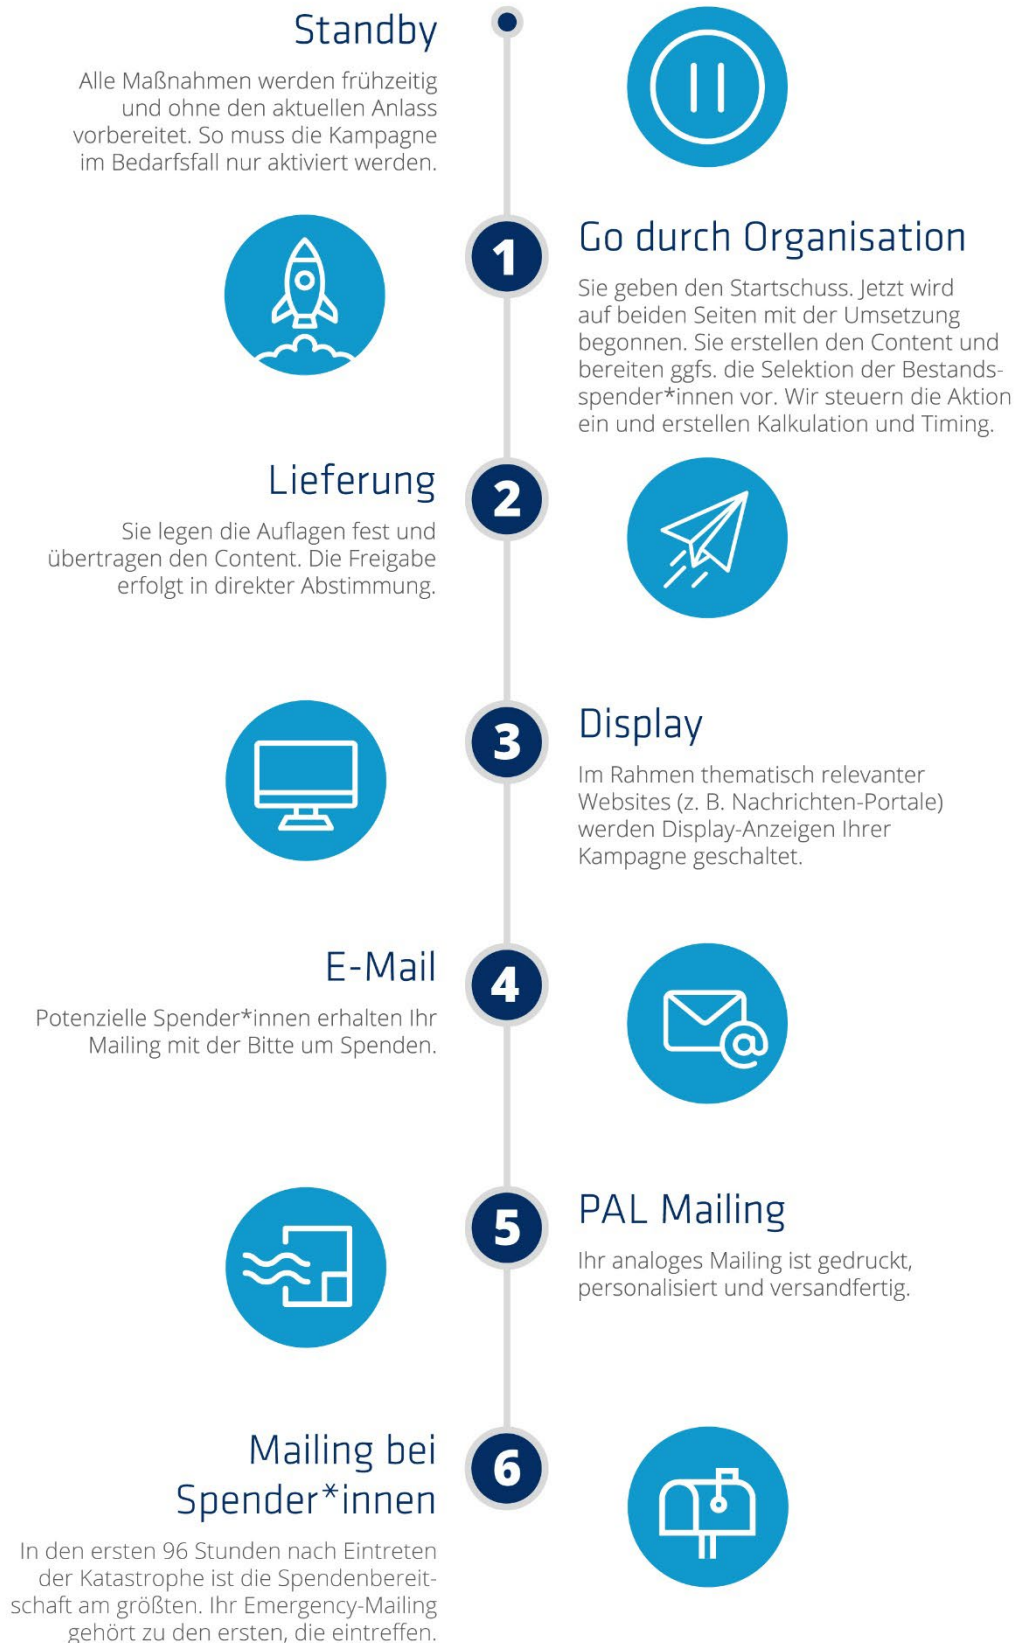 Standby
Alle Maßnahmen werden frühzeitig
und ohne den aktuellen Anlass
vorbereitet. So muss die Kampagne
im Bedarfsfall nur aktiviert werden.
1
Go durch Organisation
Sie geben den Startschuss. Jetzt wird
auf beiden Seiten mit der Umsetzung
begonnen. Sie erstellen den Content und
bereiten ggfs. die Selektion der Bestands-
spender*innen vor. Wir steuern die Aktion
ein und erstellen Kalkulation und Timing.
Lieferung
2
Sie legen die Auflagen fest und
übertragen den Content. Die Freigabe
erfolgt in direkter Abstimmung.
3
Display
Im Rahmen thematisch relevanter
Websites (z. B. Nachrichten-Portale)
werden Display-Anzeigen Ihrer
Kampagne geschaltet.
E-Mail
4
Potenzielle Spender*innen erhalten Ihr
Mailing mit der Bitte um Spenden.
@
5
PAL Mailing
Ihr analoges Mailing ist gedruckt,
personalisiert und versandfertig.
Mailing bei
Spender*innen
6
In den ersten 96 Stunden nach Eintreten
der Katastrophe ist die Spendenbereit-
schaft am größten. Ihr Emergency-Mailing
gehört zu den ersten, die eintreffen.